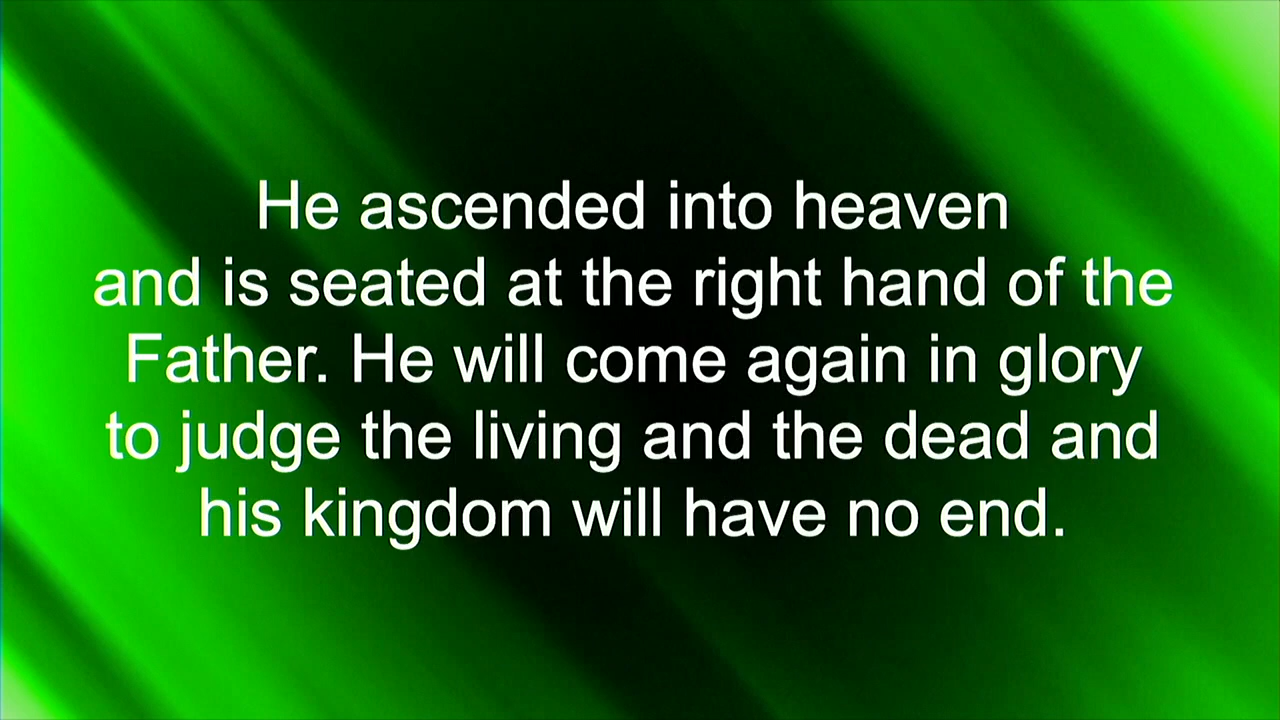 He ascended into heaven
and is seated at the right hand of the
Father. He will come again in glory
to judge the living and the dead and
his kingdom will have no end.